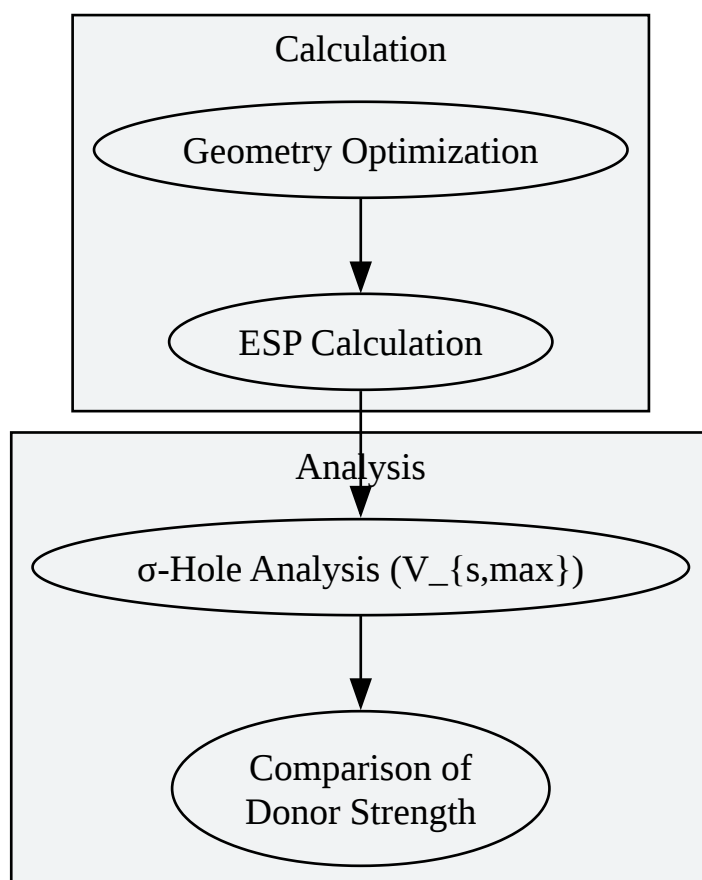 Calculation
Geometry Optimization
ESP Calculation
Analysis
σ-Hole Analysis (V_{s,max})
Comparison of
Donor Strength